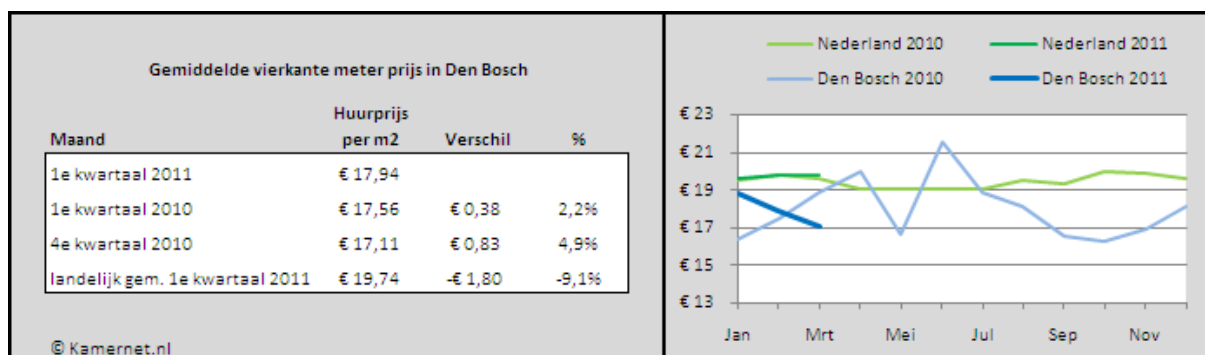 Gemiddelde vierkante meter prijs in Den Bosch
Huurprijs
Maand per m2 Verschil %
1e kwartaal 2011 € 17,94
1e kwartaal 2010 € 17,56 € 0,38 2,2%
4e kwartaal 2010 € 17,11 € 0,83 4,9%
landelijk gem. 1e kwartaal 2011 € 19,74 -€ 1,80 -9,1%
© Kamernet.nl
Nederland 2010 Nederland 2011
Den Bosch 2010 Den Bosch 2011
€ 23
€ 21
€ 19
€ 17
€ 15
€ 13
Jan Mrt Mei Jul Sep Nov